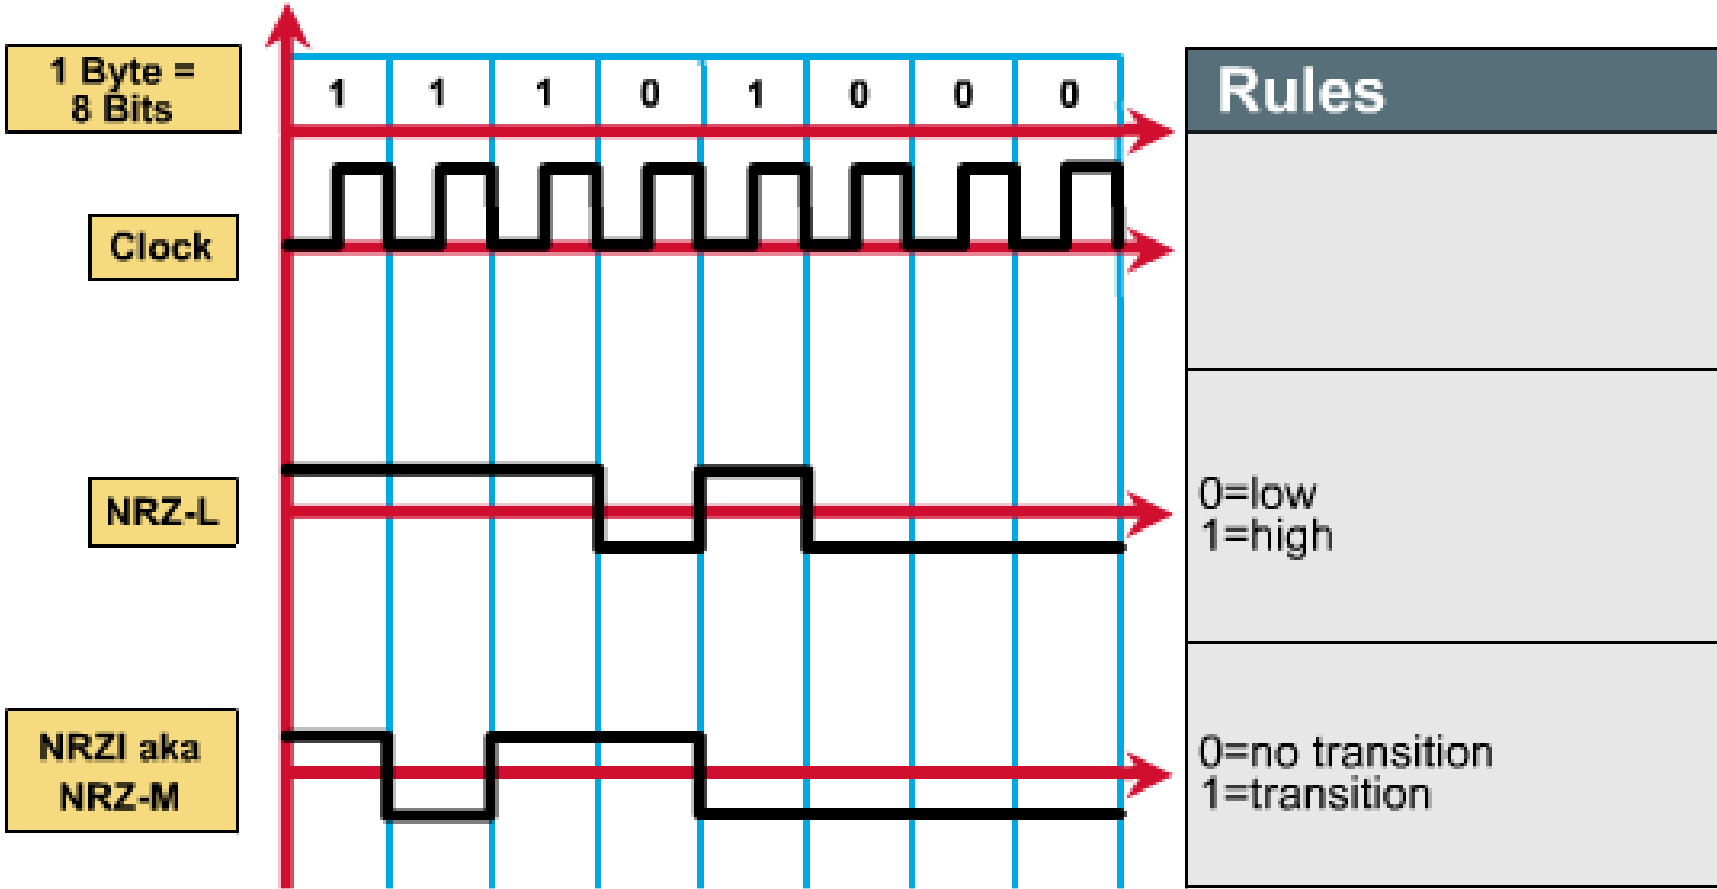 1 Byte =
8 Bits
1 1 1 0 1 0 0 0
Rules
Clock
NRZ-L
0=low
1=high
NRZI aka
NRZ-M
0=no transition
1=transition